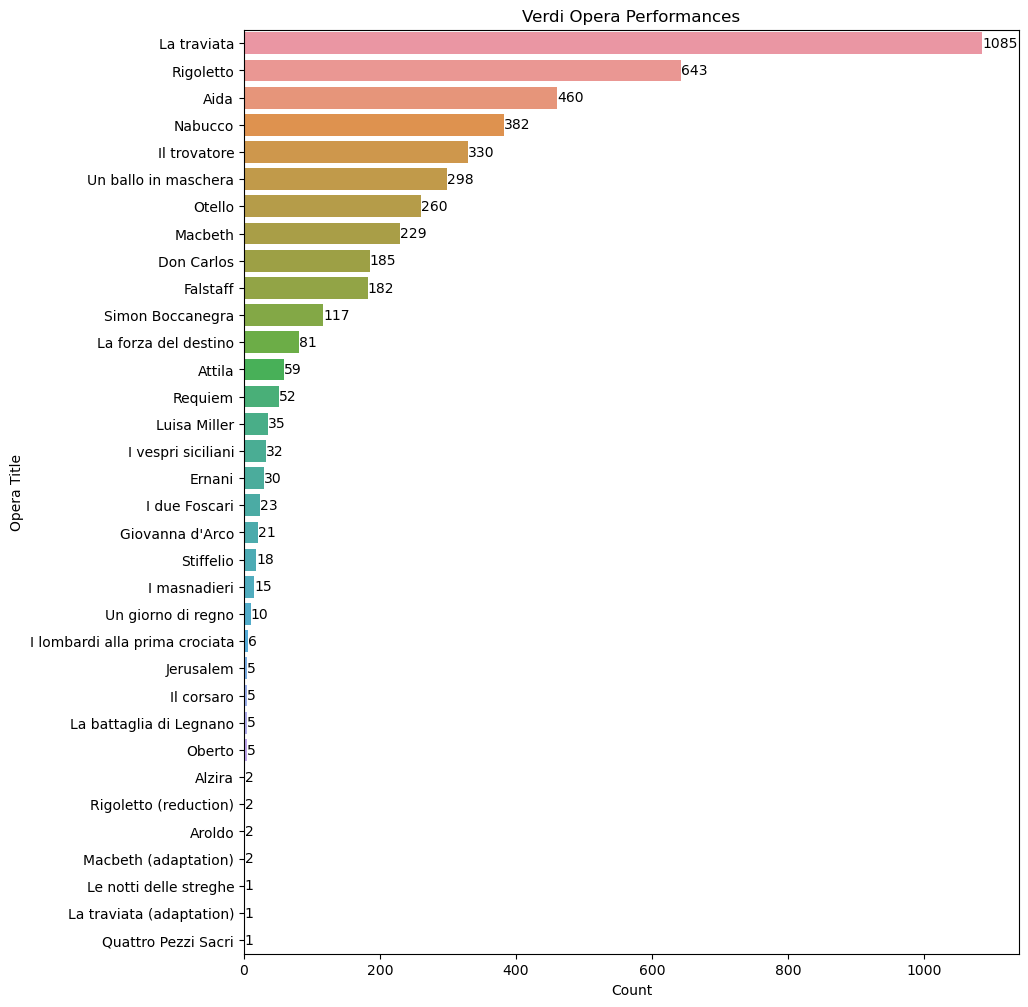 Verdi Opera Performances
La traviata 1085
Rigoletto 643
Aida 460
Nabucco 382
Il trovatore 330
Un ballo in maschera 298
Otello 260
Macbeth 229
Don Carlos 185
Falstaff 182
Simon Boccanegra 117
La forza del destino 81
Attila 59
Requiem 52
Luisa Miller 35
I vespri siciliani 32
Ernani 30
I due Foscari 23
Giovanna d'Arco 21
Stiffelio 18
I masnadieri 15
Un giorno di regno 10
I lombardi alla prima crociata 6
Jerusalem 5
Il corsaro 5
La battaglia di Legnano 5
Oberto 5
Alzira 2
Rigoletto (reduction) 2
Aroldo 2
Macbeth (adaptation) 2
Le notti delle streghe 1
La traviata (adaptation) 1
Quattro Pezzi Sacri 1
Opera Title
0 200 400 600 800 1000
Count